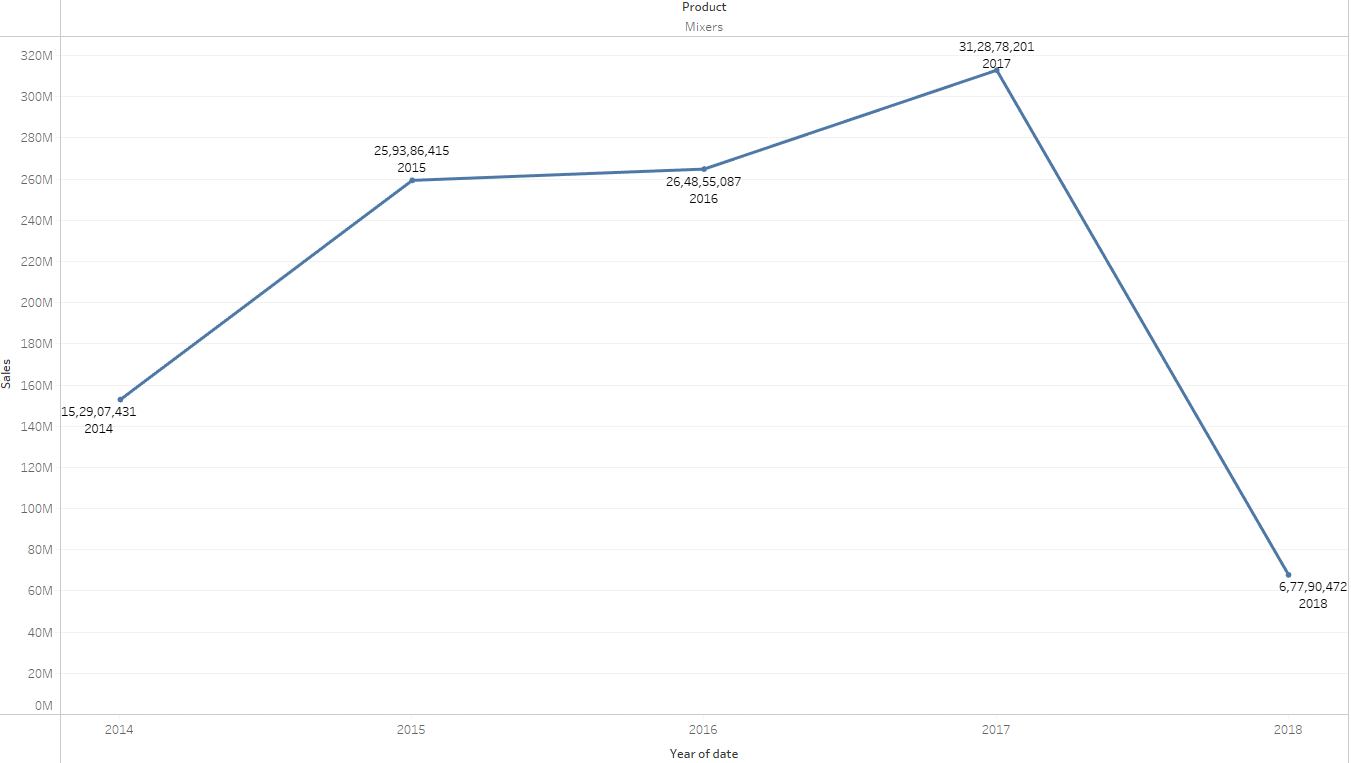 Product
Mixers
320M
300M
280M
260M
240M
220M
200M
180M
160M
140M
120M
100M
80M
60M
40M
20M
0M
Sales
15,29,07,431
2014
25,93,86,415
2015
26,48,55,087
2016
31,28,78,201
2017
6,77,90,472
2018
2014
2015
2016
2017
2018
Year of date